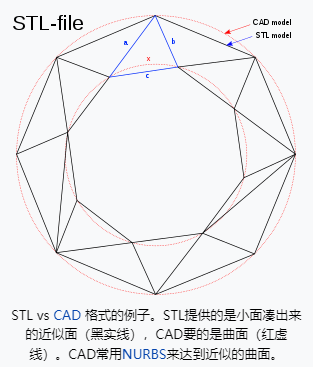 STL-file
CAD model
STL model
a
b
x
c
STL vs CAD 格式的例子。STL提供的是小面凑出来
的近似面（黑实线），CAD要的是曲面（红虚
线）。CAD常用NURBS来达到近似的曲面。